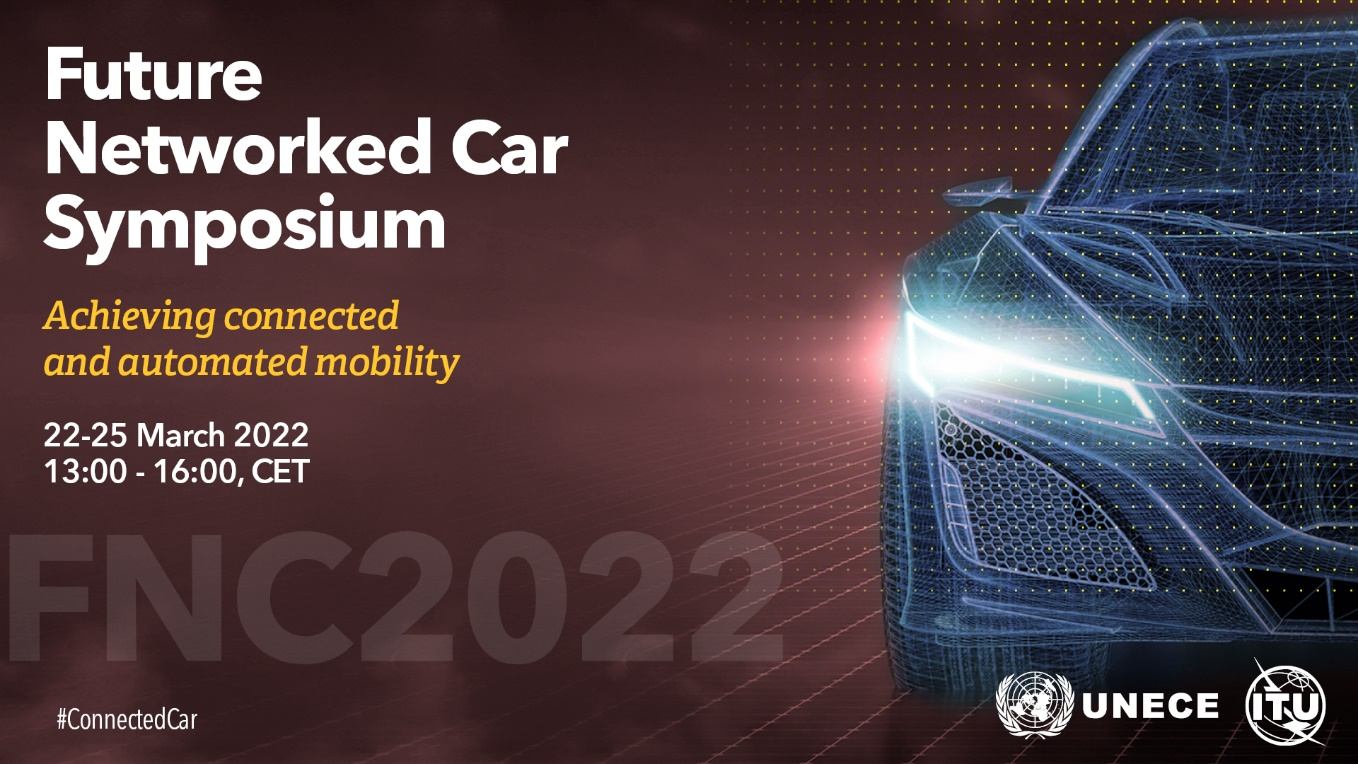 Future
Networked Car
Symposium
Achieving connected
and automated mobility
22-25 March 2022
13:00 - 16:00, CET
FNC2022
#ConnectedCar
UNECE
ITU